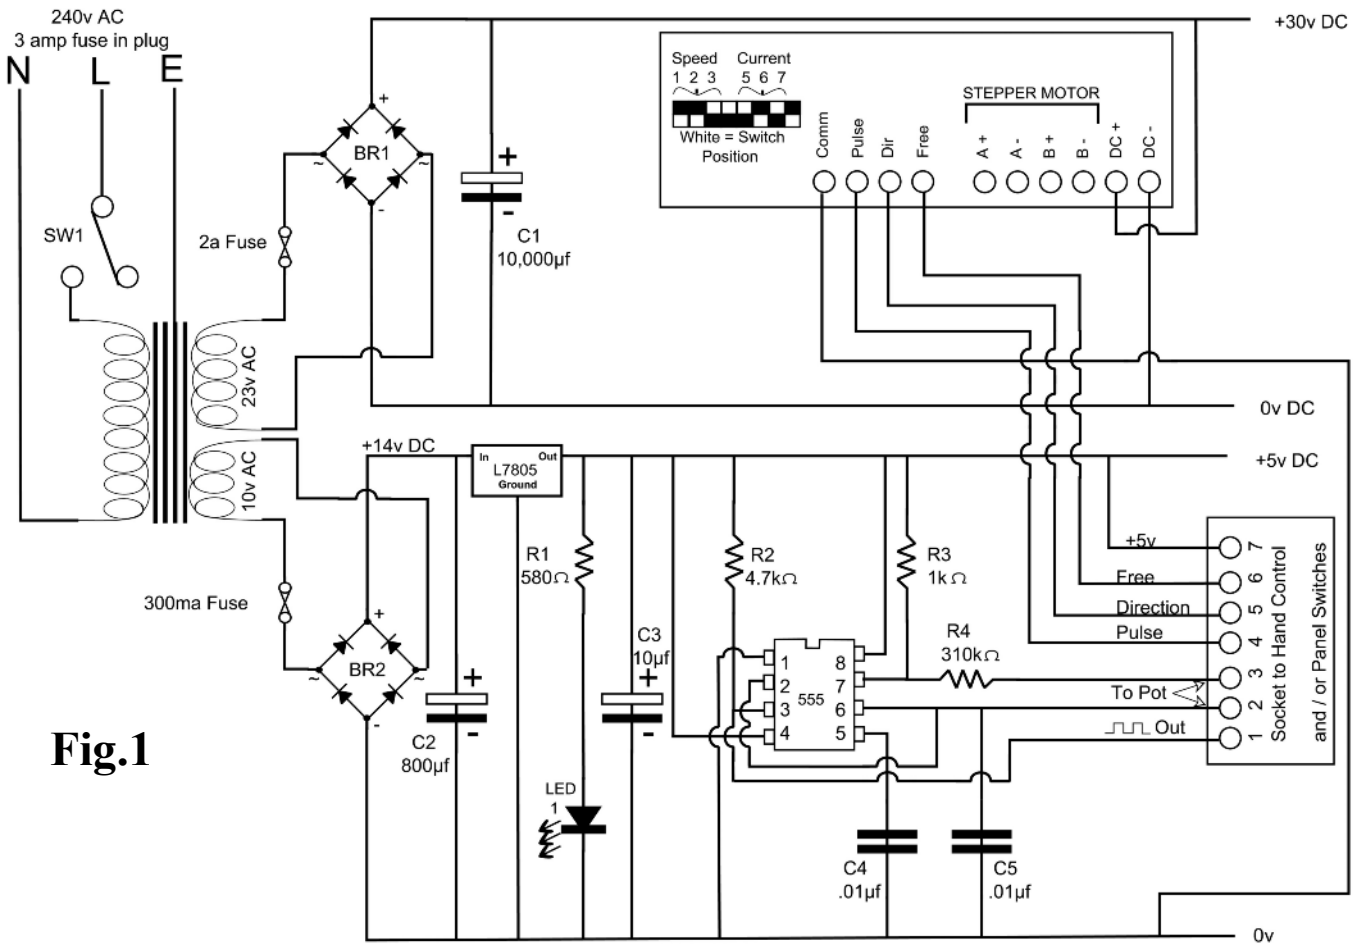 240v AC
3 amp fuse in plug
N L E
SW1
2a Fuse
23v AC
10v AC
300ma Fuse
Fig.1
+
BR1
~ ~
-
+
-
C1
10,000µf
+30v DC
Speed Current
1 2 3 5 6 7
White = Switch
Position
STEPPER MOTOR
Comm
Pulse
Dir
Free
A +
A -
B +
B -
DC +
DC -
0v DC
+14v DC
In Out
L7805
Ground
+5v DC
+
BR2
~ ~
-
+
-
C2
800µf
R1
580Ω
LED
1
C3
10µf
+
-
R2
4.7kΩ
R3
1kΩ
R4
310kΩ
1 8
2 7
555
3 6
4 5
C4
.01µf
C5
.01µf
+5v
Free
Direction
Pulse
To Pot
Out
7
6
5
4
3
2
1
Socket to Hand Control
and / or Panel Switches
0v